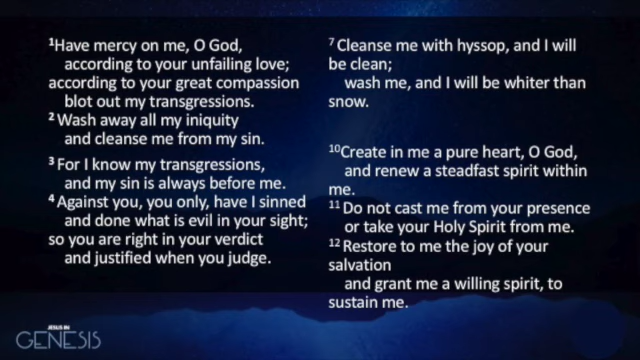 ¹Have mercy on me, O God,
according to your unfailing love;
according to your great compassion
blot out my transgressions.
² Wash away all my iniquity
and cleanse me from my sin.
³ For I know my transgressions,
and my sin is always before me.
⁴ Against you, you only, have I sinned
and done what is evil in your sight;
so you are right in your verdict
and justified when you judge.
⁷ Cleanse me with hyssop, and I will
be clean;
wash me, and I will be whiter than
snow.
¹⁰Create in me a pure heart, O God,
and renew a steadfast spirit within
me.
¹¹ Do not cast me from your presence
or take your Holy Spirit from me.
¹² Restore to me the joy of your
salvation
and grant me a willing spirit, to
sustain me.
JESUS IN
GENESIS